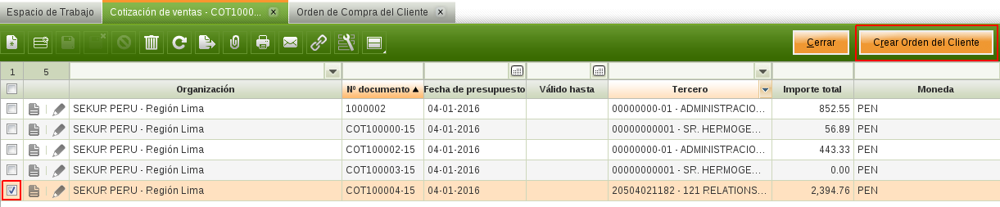 Espacio de Trabajo Cotización de ventas - COT1000... x Orden de Compra del Cliente x
Cerrar Crear Orden del Cliente
1 5
Organización Nº documento Fecha de presupuesto Válido hasta Tercero Importe total Moneda
SEKUR PERU - Región Lima 1000002 04-01-2016 00000000-01 - ADMINISTRACIO... 852.55 PEN
SEKUR PERU - Región Lima COT100000-15 04-01-2016 00000000001 - SR. HERMOGE... 56.89 PEN
SEKUR PERU - Región Lima COT100002-15 04-01-2016 00000000-01 - ADMINISTRACIO... 443.33 PEN
SEKUR PERU - Región Lima COT100003-15 04-01-2016 00000000001 - SR. HERMOGE... 0.00 PEN
SEKUR PERU - Región Lima COT100004-15 04-01-2016 20504021182 - 121 RELATIONS... 2,394.76 PEN